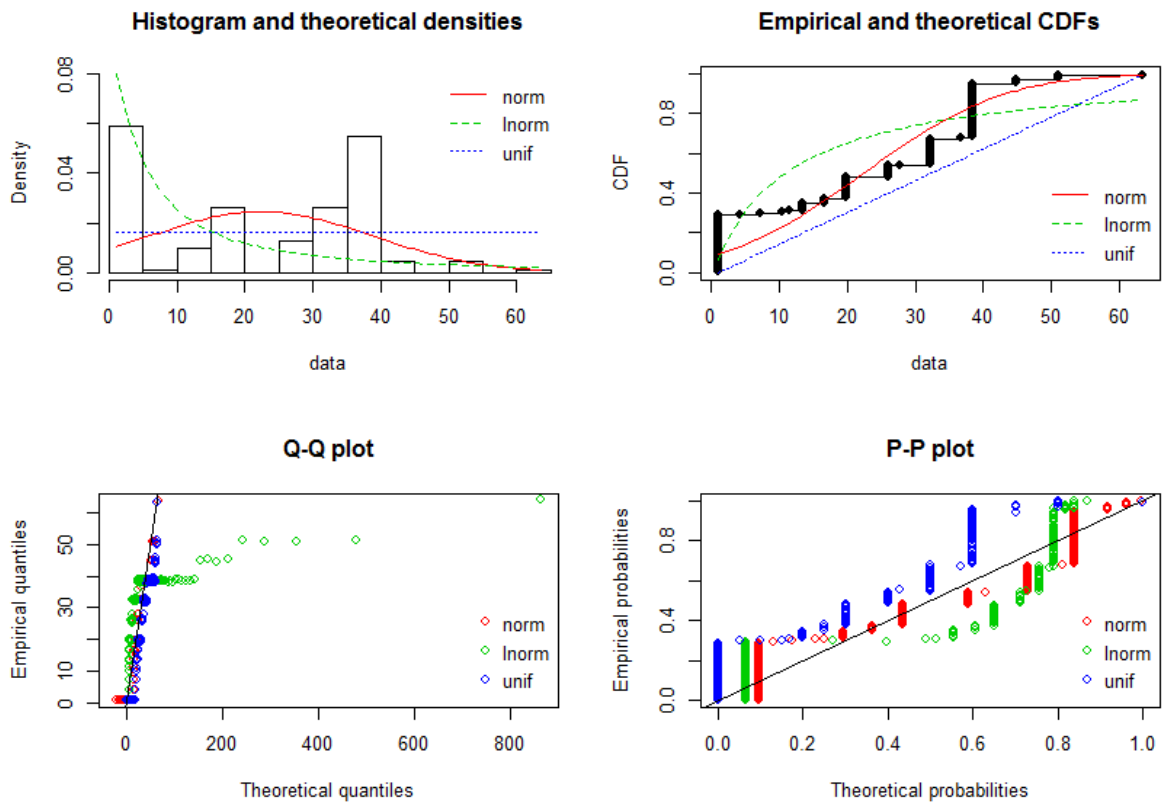 Histogram and theoretical densities
Density
0.00
0.04
0.08
norm
lnorm
unif
0 10 20 30 40 50 60
data
Empirical and theoretical CDFs
CDF
0.0
0.4
0.8
norm
lnorm
unif
0 10 20 30 40 50 60
data
Q-Q plot
Empirical quantiles
0
10
30
50
norm
lnorm
unif
0 200 400 600 800
Theoretical quantiles
P-P plot
Empirical probabilities
0.0
0.4
0.8
norm
lnorm
unif
0.0 0.2 0.4 0.6 0.8 1.0
Theoretical probabilities